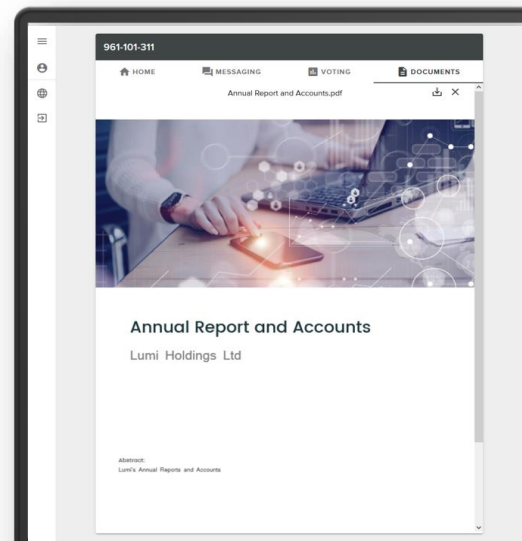 961-101-311
HOME MESSAGING VOTING DOCUMENTS
Annual Report and Accounts.pdf
Annual Report and Accounts
Lumi Holdings Ltd
Abstract:
Lumi's Annual Reports and Accounts